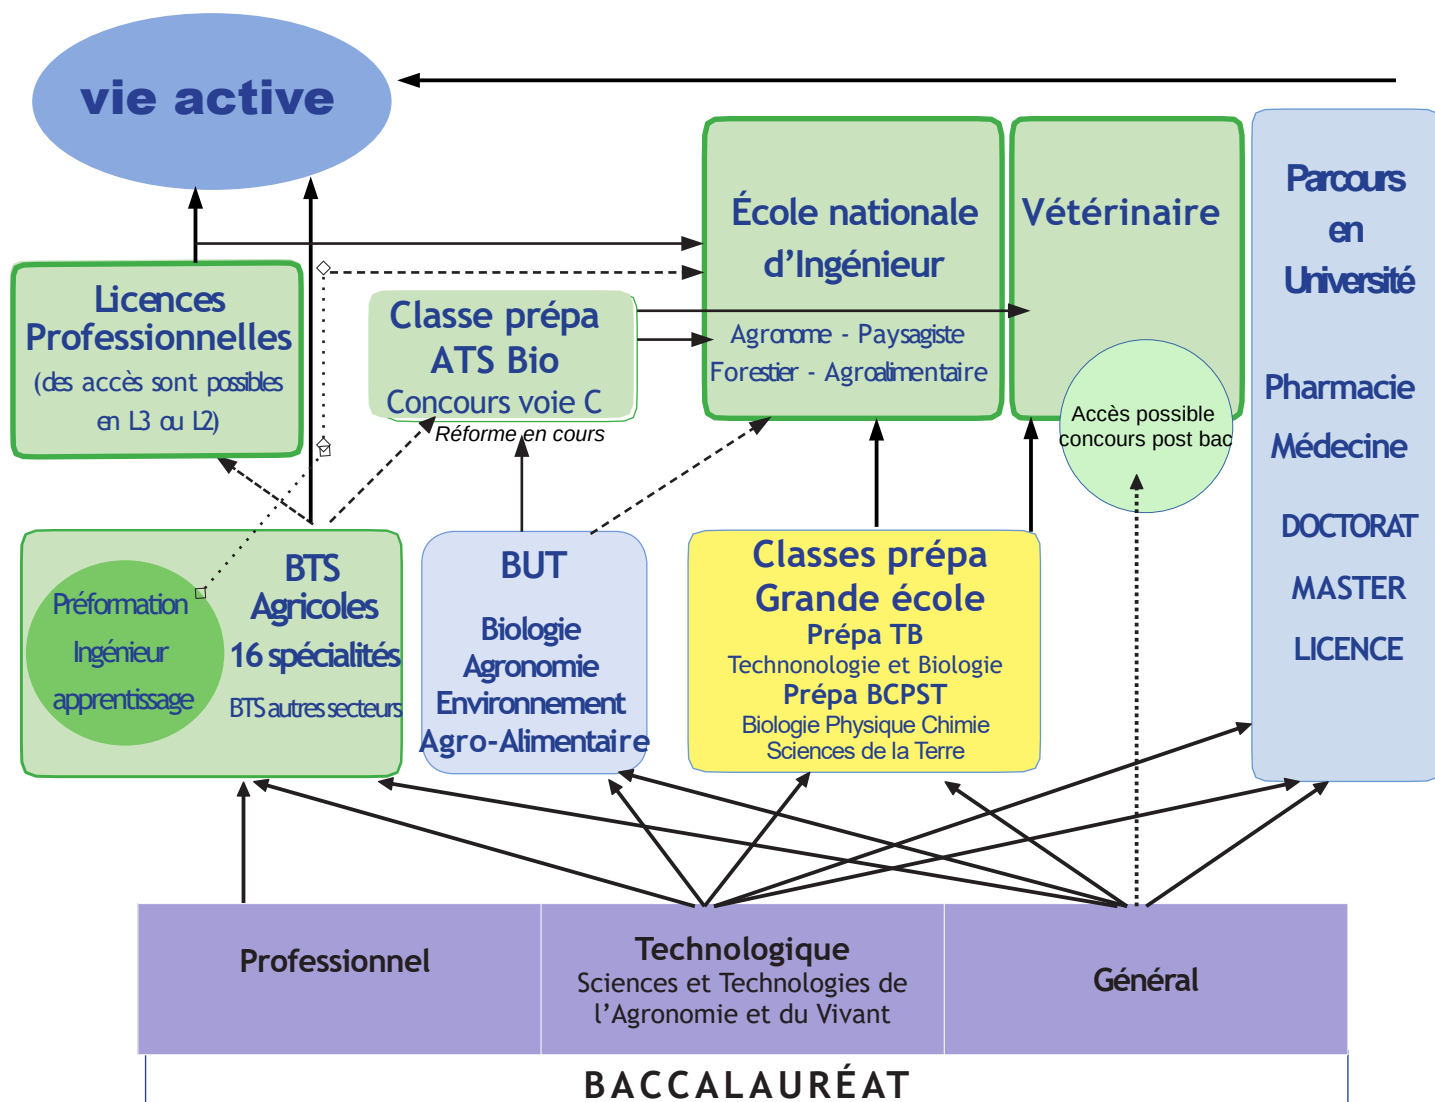 vie active
École nationale
d’Ingénieur
Agronome - Paysagiste
Forestier - Agroalimentaire
Vétérinaire
Accès possible
concours post bac
Parcours
en
Université
Pharmacie
Médecine
DOCTORAT
MASTER
LICENCE
Licences
Professionnelles
(des accès sont possibles
en L3 ou L2)
Classe prépa
ATS Bio
Concours voie C
Réforme en cours
Préformation
Ingénieur
apprentissage
BTS
Agricoles
16 spécialités
BTS autres secteurs
BUT
Biologie
Agronomie
Environnement
Agro-Alimentaire
Classes prépa
Grande école
Prépa TB
Technonologie et Biologie
Prépa BCPST
Biologie Physique Chimie
Sciences de la Terre
Professionnel
Technologique
Sciences et Technologies de
l’Agronomie et du Vivant
Général
BACCALAURÉAT